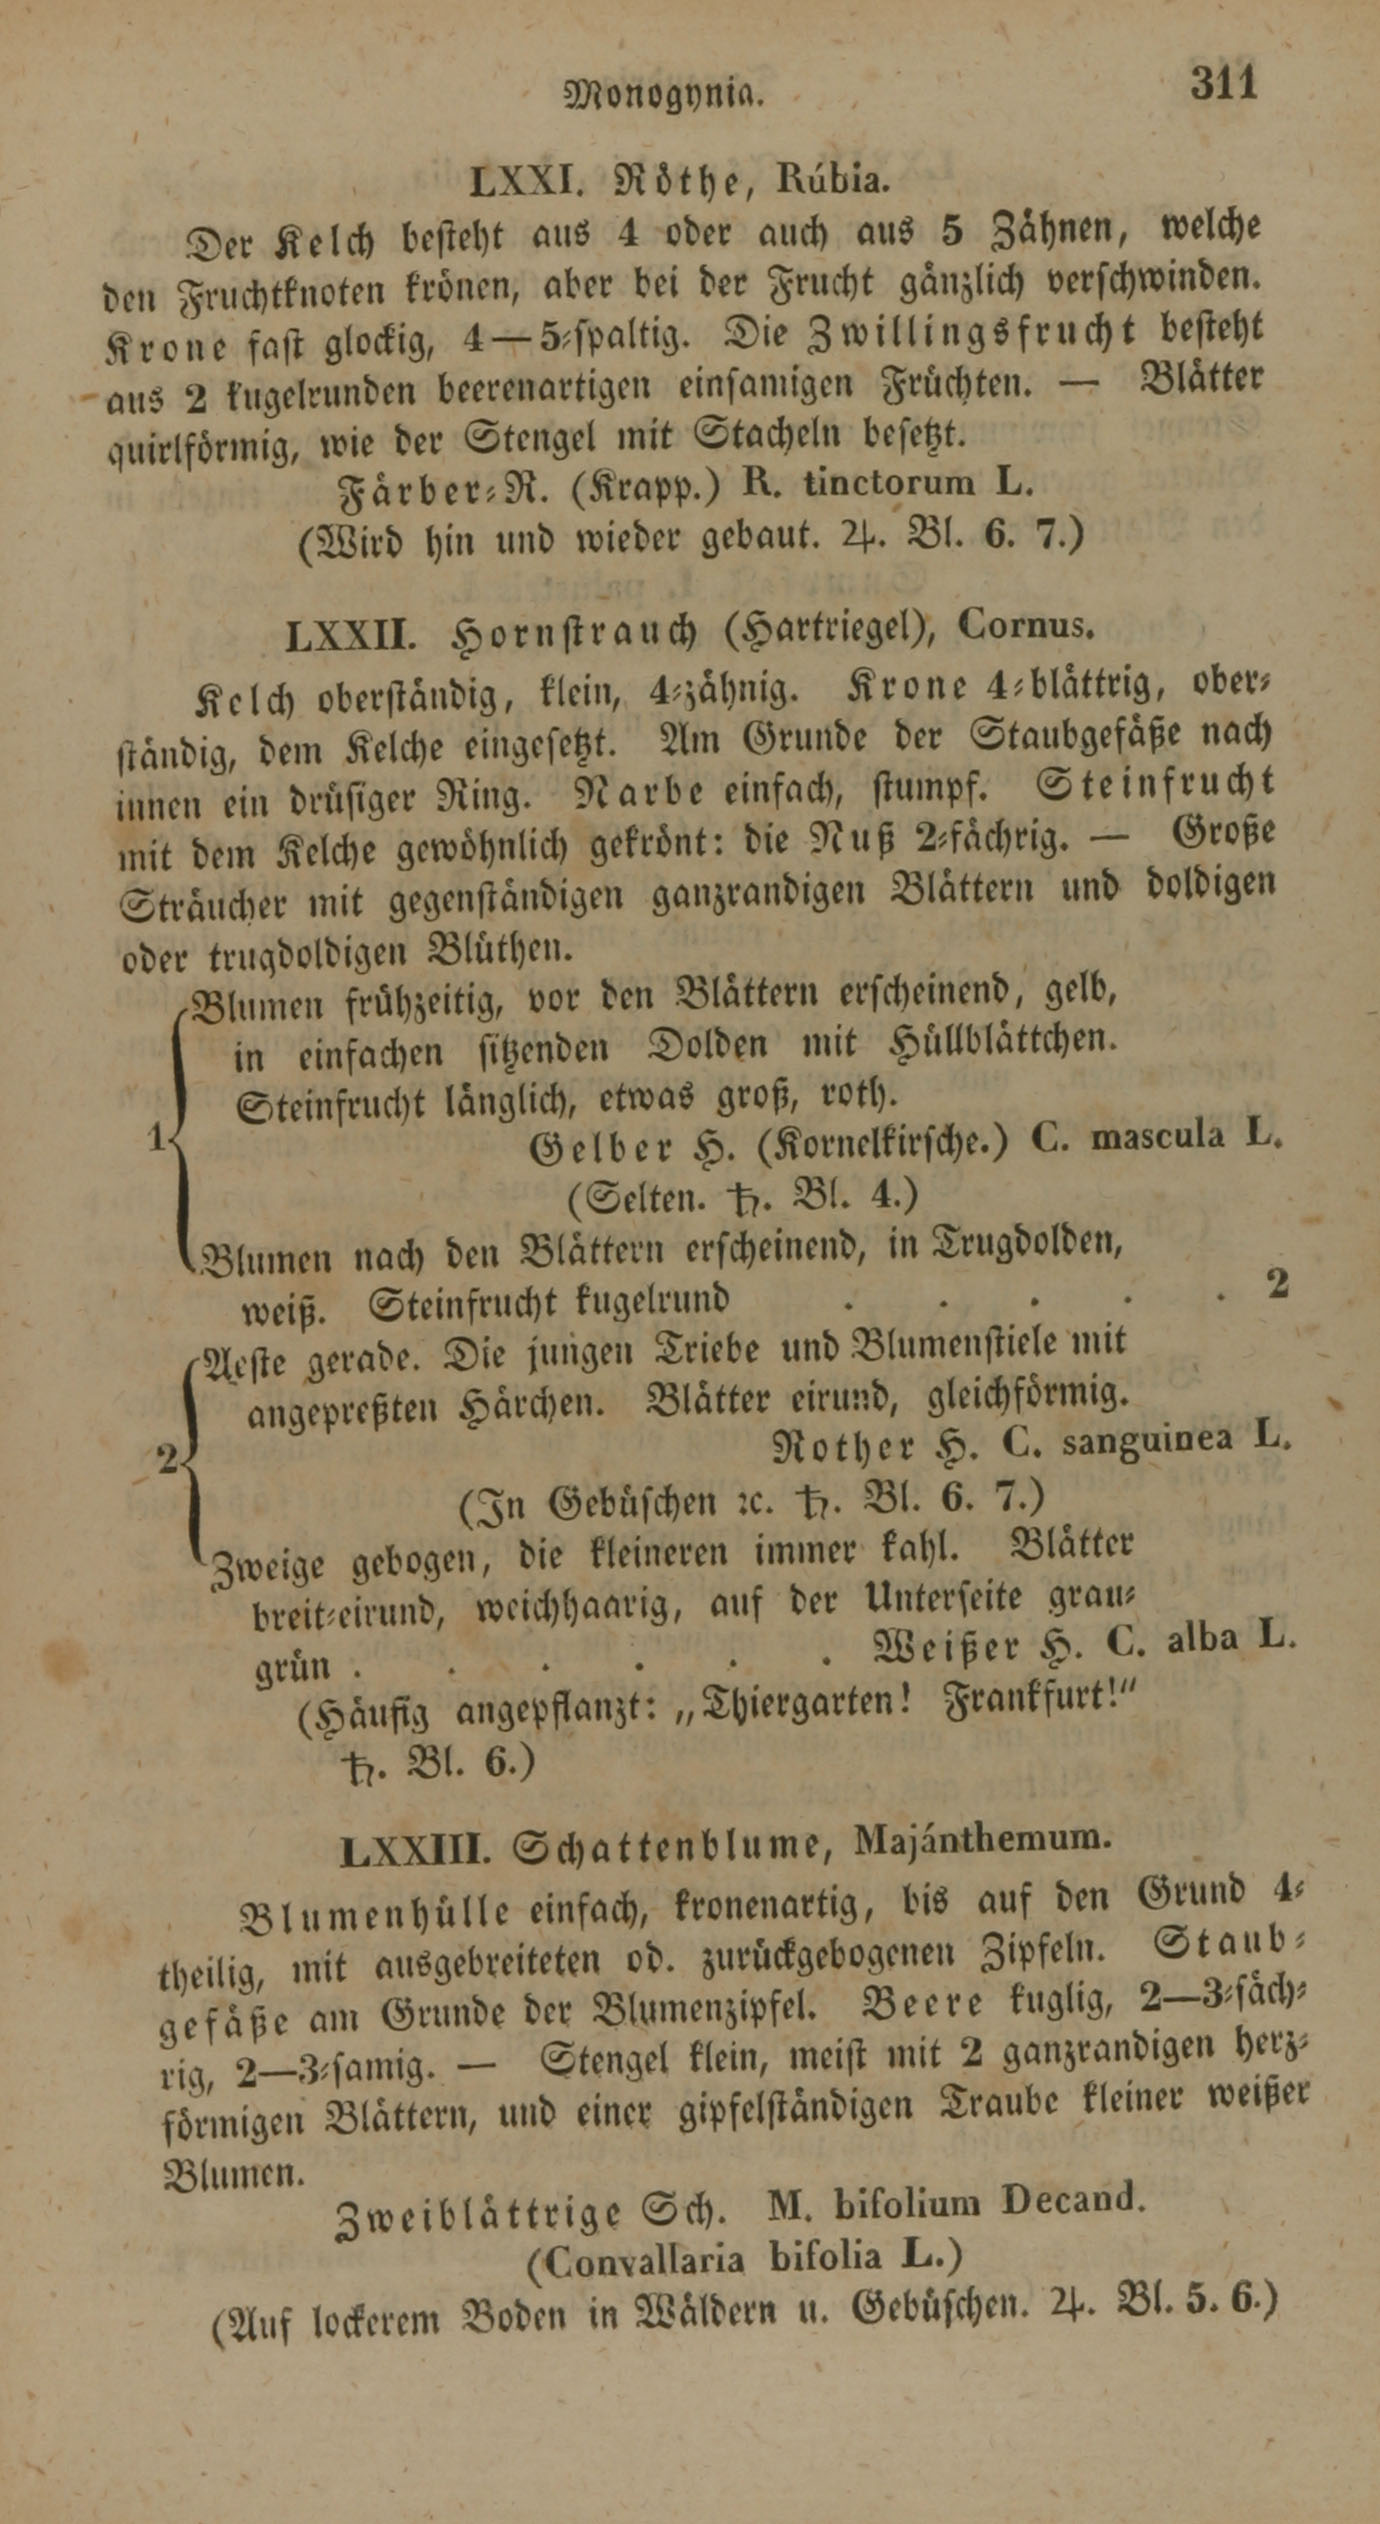 Monogynia.
311
LXXI. Röthe, Rúbia.
Der Kelch besteht aus 4 oder auch aus 5 Zähnen, welche
den Fruchtknoten krönen, aber bei der Frucht gänzlich verschwinden.
Krone fast glockig, 4—5-spaltig. Die Zwillingsfrucht besteht
aus 2 kugelrunden beerenartigen einsamigen Früchten. — Blätter
quirlförmig, wie der Stengel mit Stacheln besetzt.
Färber-R. (Krapp.) R. tinctorum L.
(Wird hin und wieder gebaut. ♃. Bl. 6. 7.)
LXXII. Hornstrauch (Hartriegel), Cornus.
Kelch oberständig, klein, 4-zähnig. Krone 4-blättrig, ober-
ständig, dem Kelche eingesetzt. Am Grunde der Staubgefäße nach
innen ein drüsiger Ring. Narbe einfach, stumpf. Steinfrucht
mit dem Kelche gewöhnlich gekrönt: die Nuß 2-fächrig. — Große
Sträucher mit gegenständigen ganzrandigen Blättern und doldigen
oder trugdoldigen Blüthen.
Blumen frühzeitig, vor den Blättern erscheinend, gelb,
in einfachen sitzenden Dolden mit Hüllblättchen.
Steinfrucht länglich, etwas groß, roth.
1
Gelber H. (Kornelkirsche.) C. mascula L.
(Selten. ♄. Bl. 4.)
Blumen nach den Blättern erscheinend, in Trugdolden,
weiß. Steinfrucht kugelrund . . . . . 2
Aeste gerade. Die jungen Triebe und Blumenstiele mit
angepreßten Härchen. Blätter eirund, gleichförmig.
2
Rother H. C. sanguinea L.
(In Gebüschen ꝛc. ♄. Bl. 6. 7.)
Zweige gebogen, die kleineren immer kahl. Blätter
breit-eirund, weichhaarig, auf der Unterseite grau-
grün . . . . . . Weißer H. C. alba L.
(Häufig angepflanzt: „Thiergarten! Frankfurt!“
♄. Bl. 6.)
LXXIII. Schattenblume, Majánthemum.
Blumenhülle einfach, kronenartig, bis auf den Grund 4-
theilig, mit ausgebreiteten od. zurückgebogenen Zipfeln. Staub-
gefäße am Grunde der Blumenzipfel. Beere kuglig, 2—3-fäch-
rig, 2—3-samig. — Stengel klein, meist mit 2 ganzrandigen herz-
förmigen Blättern, und einer gipfelständigen Traube kleiner weißer
Blumen.
Zweiblättrige Sch. M. bifolium Decand.
(Convallaria bifolia L.)
(Auf lockerem Boden in Wäldern u. Gebüschen. ♃. Bl. 5. 6.)